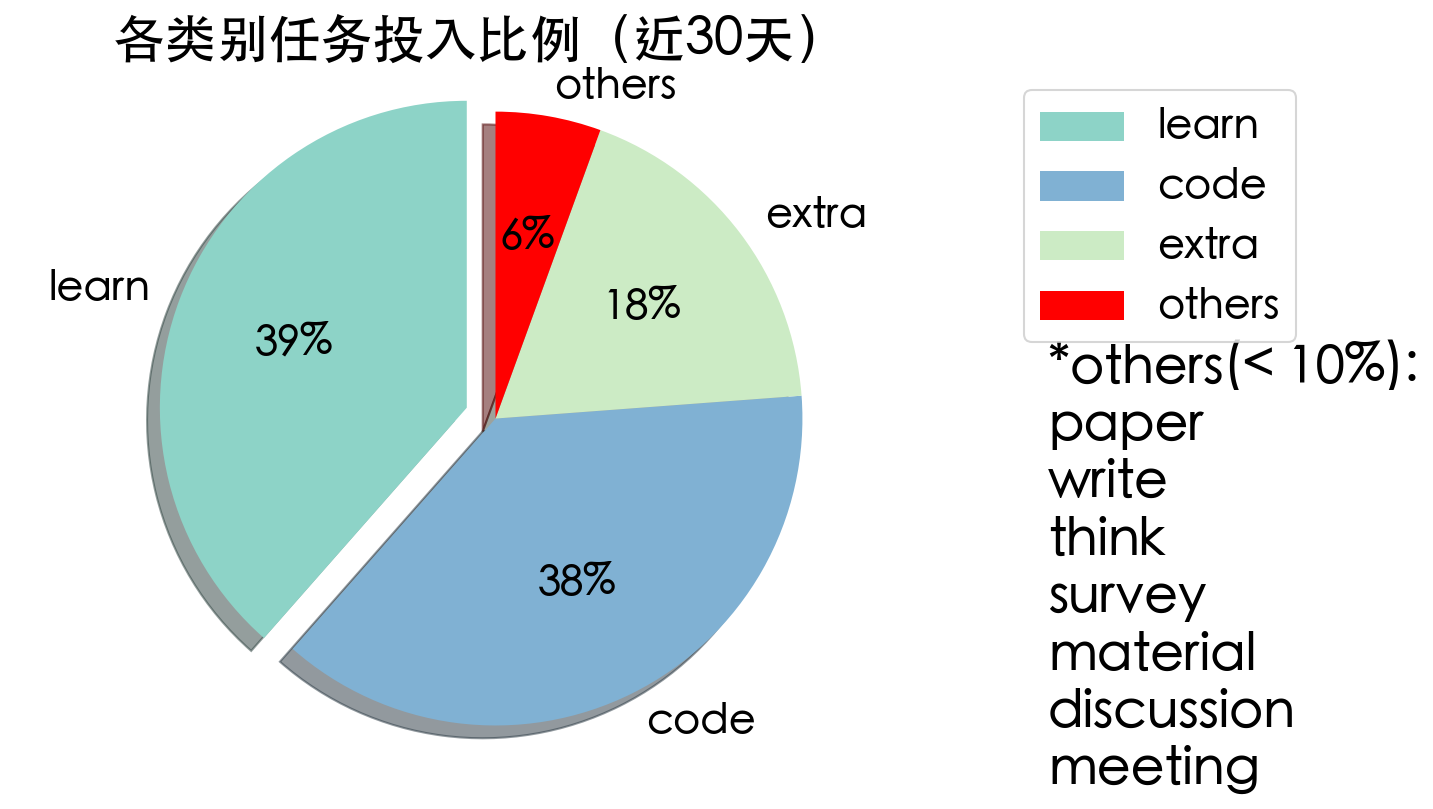 各类别任务投入比例（近30天）
others
extra
learn
6%
18%
39%
38%
code
learn
code
extra
others
*others(< 10%):
paper
write
think
survey
material
discussion
meeting